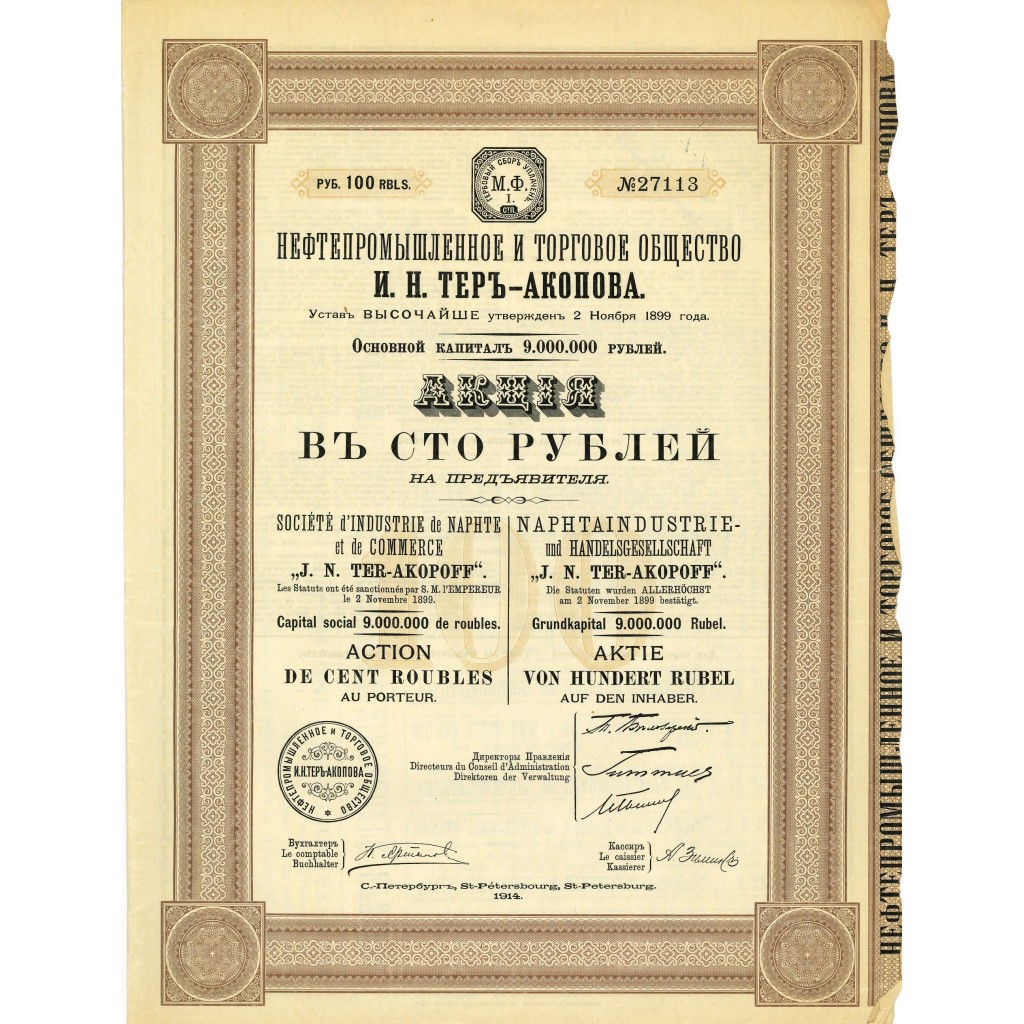 РУБ. 100 RBLS.
ГЕРБОВЫЙ СБОРЪ УПЛАЧЕНЪ.
М.Ф.
I.
СТП.
№27113
НЕФТЕПРОМЫШЛЕННОЕ И ТОРГОВОЕ ОБЩЕСТВО
И. Н. ТЕРЪ-АКОПОВА.
Уставъ ВЫСОЧАЙШЕ утвержденъ 2 Ноября 1899 года.
Основной капиталъ 9.000.000 рублей.
АКЦІЯ
ВЪ СТО РУБЛЕЙ
НА ПРЕДЪЯВИТЕЛЯ.
100
SOCIÉTÉ d'INDUSTRIE de NAPHTE
et de COMMERCE
„J. N. TER-AKOPOFF“.
Les Statuts ont été sanctionnés par S. M. l'EMPEREUR
le 2 Novembre 1899.
Capital social 9.000.000 de roubles.
ACTION
DE CENT ROUBLES
AU PORTEUR.
NAPHTAINDUSTRIE-
und HANDELSGESELLSCHAFT
„J. N. TER-AKOPOFF“.
Die Statuten wurden ALLERHÖCHST
am 2 November 1899 bestätigt.
Grundkapital 9.000.000 Rubel.
AKTIE
VON HUNDERT RUBEL
AUF DEN INHABER.
НЕФТЕПРОМЫШЛЕННОЕ И ТОРГОВОЕ ОБЩЕСТВО
И.Н.ТЕРЪ-АКОПОВА
Директоры Правленія
Directeurs du Conseil d'Administration
Direktoren der Verwaltung
Бухгалтеръ
Le comptable
Buchhalter
Кассиръ
Le caissier
Kassierer
С.-Петербургъ, St-Pétersbourg, St-Petersburg.
1914.
НЕФТЕПРОМЫШЛЕННОЕ И ТОРГОВОЕ